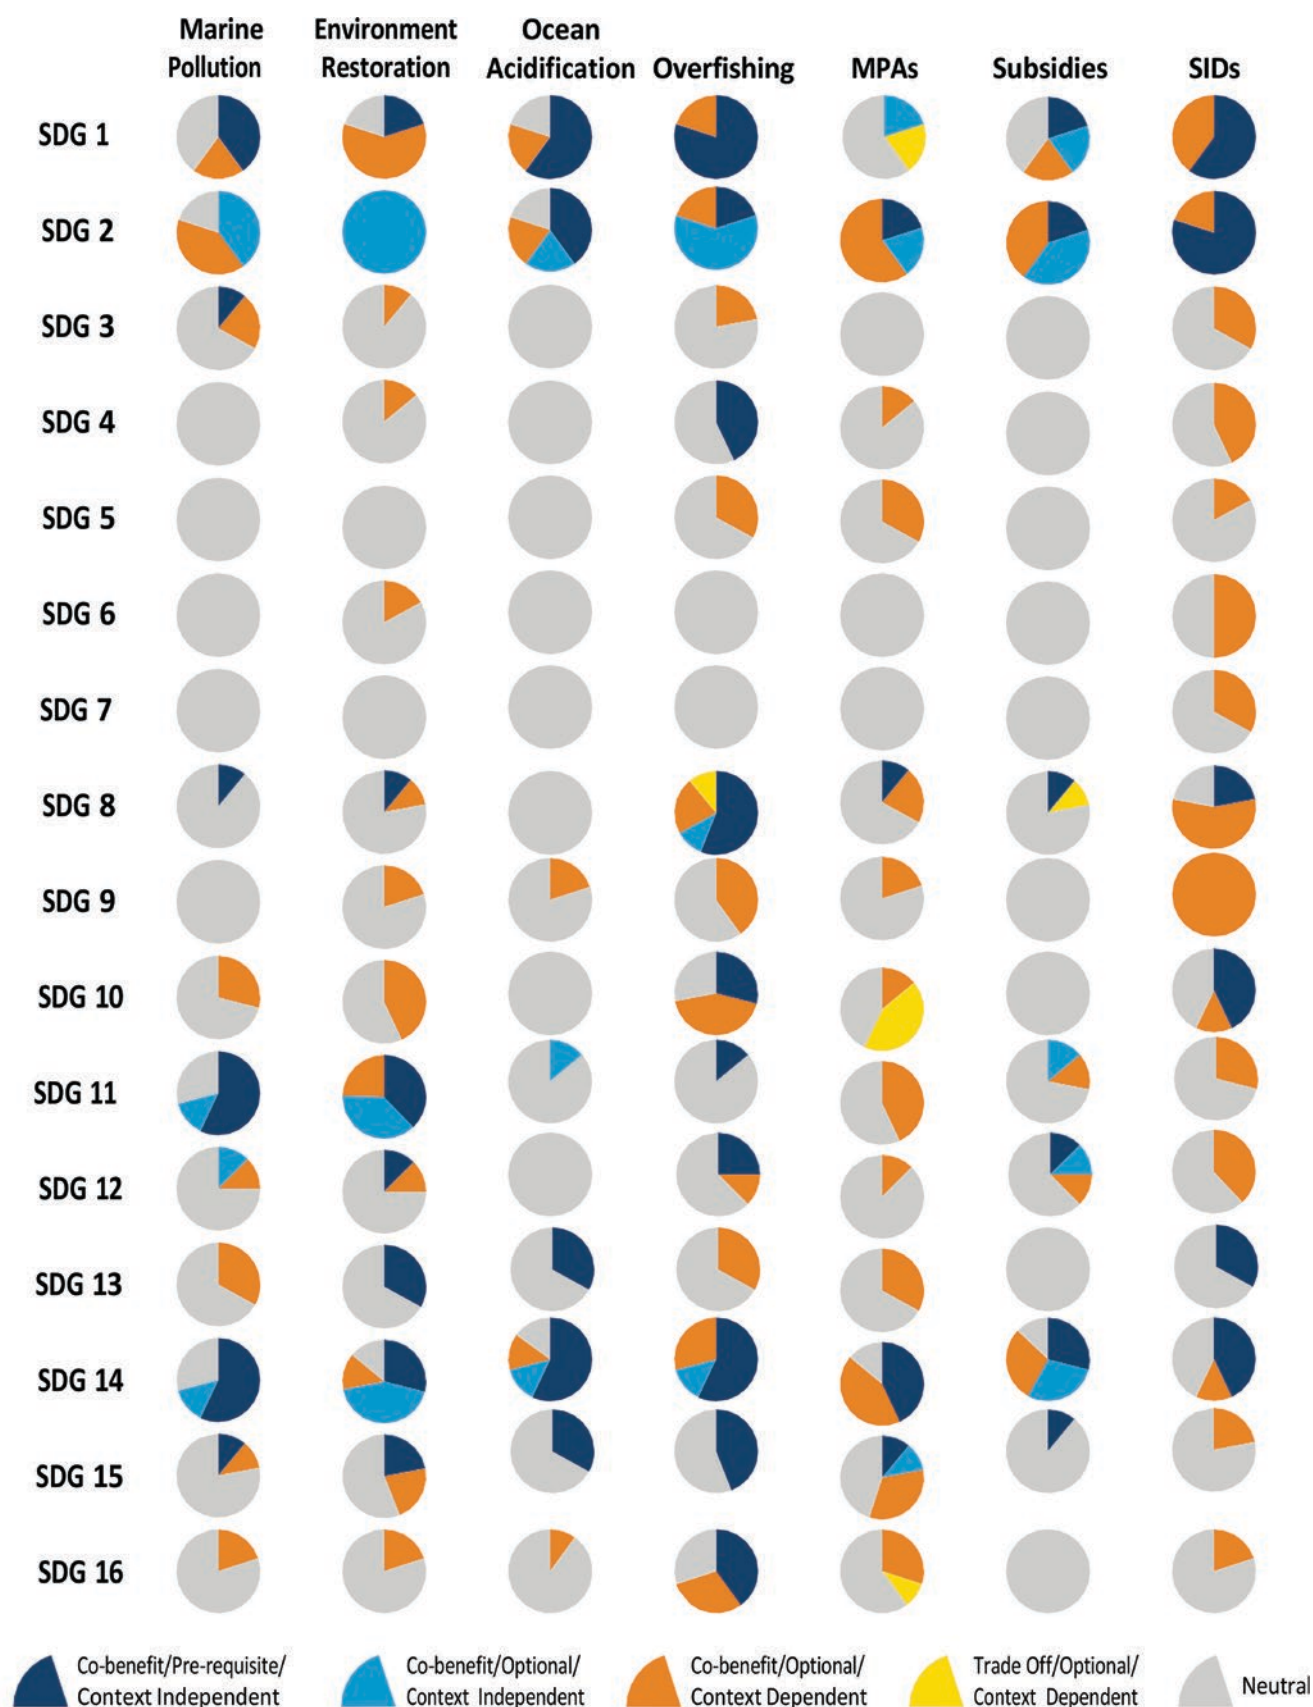 Marine Environment Ocean
Pollution Restoration Acidification Overfishing MPAs Subsidies SIDs
SDG 1
SDG 2
SDG 3
SDG 4
SDG 5
SDG 6
SDG 7
SDG 8
SDG 9
SDG 10
SDG 11
SDG 12
SDG 13
SDG 14
SDG 15
SDG 16
Co-benefit/Pre-requisite/
Context Independent
Co-benefit/Optional/
Context Independent
Co-benefit/Optional/
Context Dependent
Trade Off/Optional/
Context Dependent
Neutral